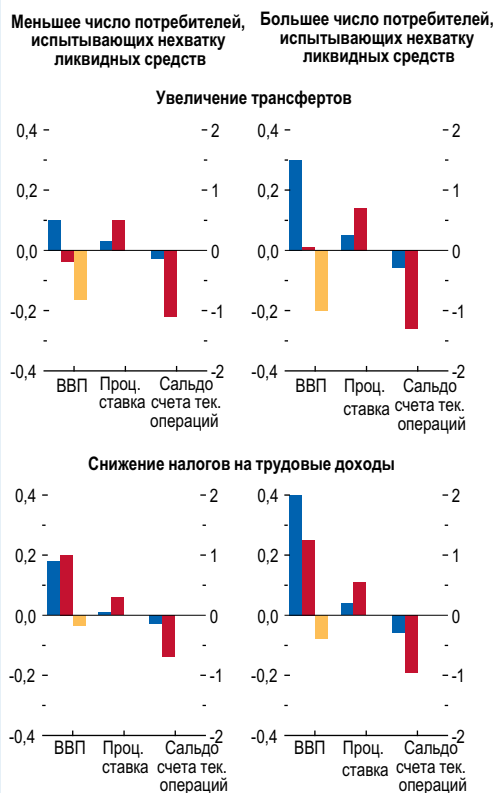 Меньшее число потребителей,
испытывающих нехватку
ликвидных средств
Большее число потребителей,
испытывающих нехватку
ликвидных средств
Увеличение трансфертов
0,4 2
0,2 1
0,0 0
-0,2 -1
-0,4 -2
ВВП Проц. Сальдо
ставка счета тек.
операций
0,4 2
0,2 1
0,0 0
-0,2 -1
-0,4 -2
ВВП Проц. Сальдо
ставка счета тек.
операций
Снижение налогов на трудовые доходы
0,4 2
0,2 1
0,0 0
-0,2 -1
-0,4 -2
ВВП Проц. Сальдо
ставка счета тек.
операций
0,4 2
0,2 1
0,0 0
-0,2 -1
-0,4 -2
ВВП Проц. Сальдо
ставка счета тек.
операций